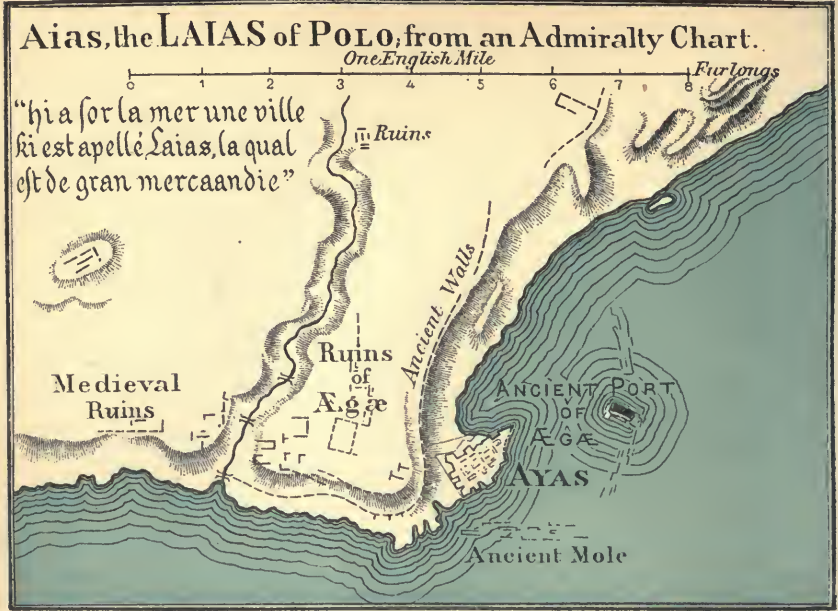 Aias, the LAIAS of POLO; from an Admiralty Chart.
One English Mile
0 1 2 3 4 5 6 7 8 Furlongs
"hi a sor la mer une ville
ki est apellé Laias, la qual
est de gran mercaandie"
Ruins
Ancient Walls
Ruins
of
Ægæ
Medieval
Ruins
ANCIENT PORT
OF
ÆGÆ
TT
AYAS
Ancient Mole